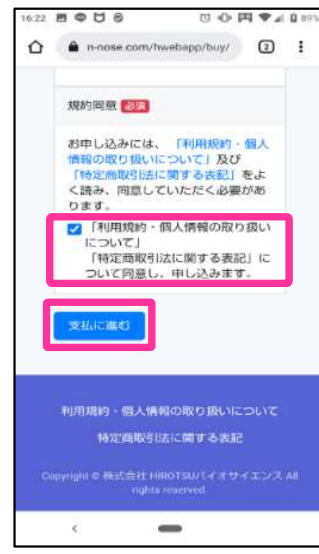 16:22
89%
n-nose.com/hwebapp/buy/
2
規約同意 必須
お申し込みには、「利用規約・個人
情報の取り扱いについて」及び
「特定商取引法に関する表記」をよ
く読み、同意していただく必要があ
ります。
「利用規約・個人情報の取り扱い
について」
「特定商取引法に関する表記」に
ついて同意し、申し込みます。
支払に進む
利用規約・個人情報の取り扱いについて
特定商取引法に関する表記
Copyright © 株式会社 HIROTSUバイオサイエンス All
rights reserved.